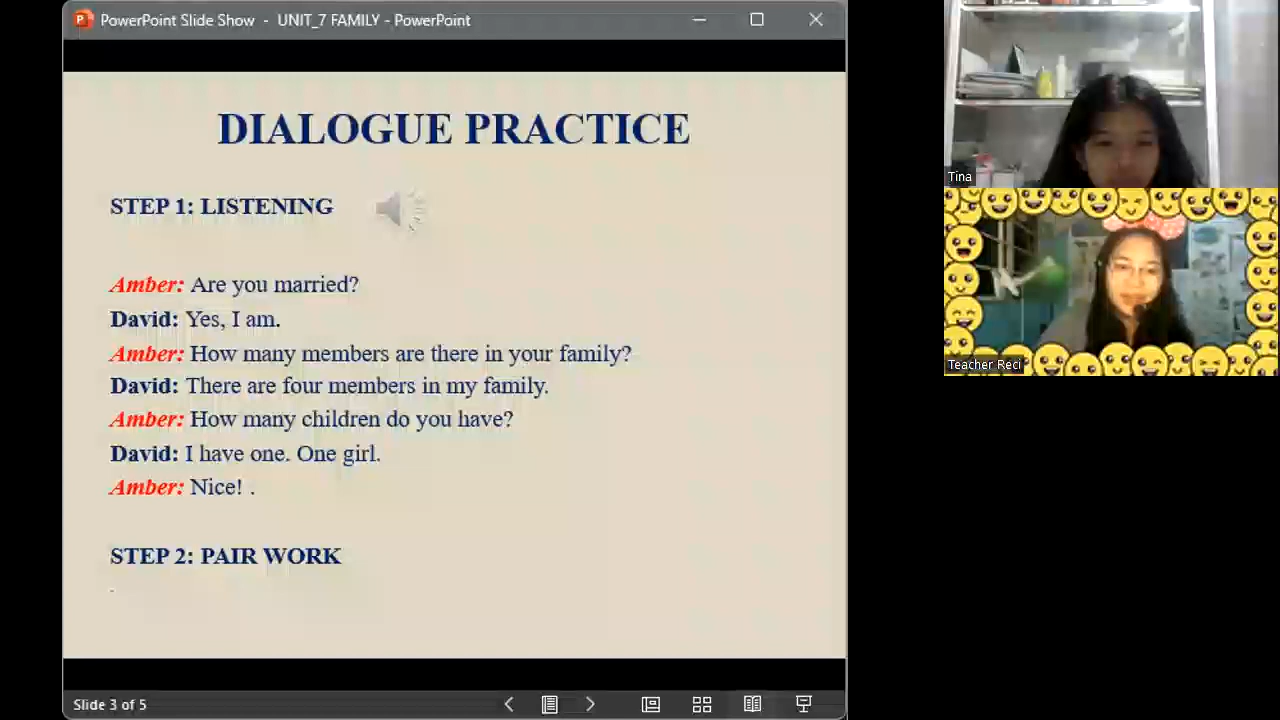 PowerPoint Slide Show - UNIT_7 FAMILY - PowerPoint
DIALOGUE PRACTICE
STEP 1: LISTENING
Amber: Are you married?
David: Yes, I am.
Amber: How many members are there in your family?
David: There are four members in my family.
Amber: How many children do you have?
David: I have one. One girl.
Amber: Nice! .
STEP 2: PAIR WORK
Slide 3 of 5
Tina
Teacher Reci